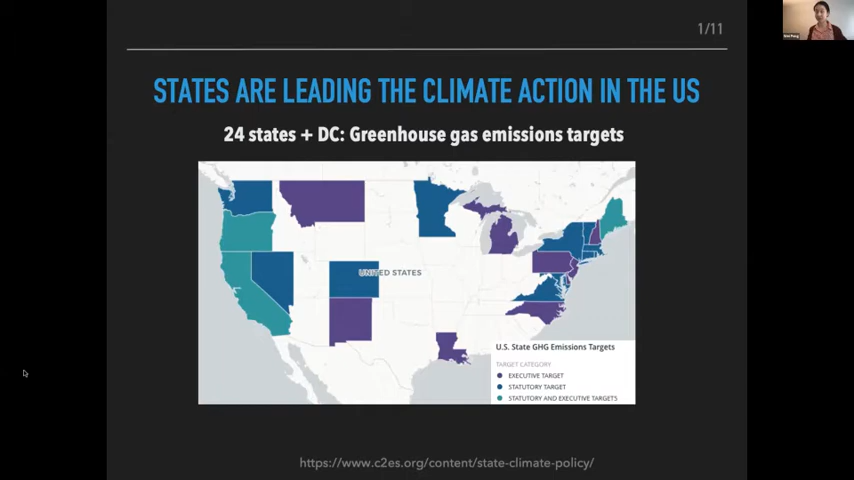 1/11
STATES ARE LEADING THE CLIMATE ACTION IN THE US
24 states + DC: Greenhouse gas emissions targets
UNITED STATES
U.S. State GHG Emissions Targets
TARGET CATEGORY
EXECUTIVE TARGET
STATUTORY TARGET
STATUTORY AND EXECUTIVE TARGETS
https://www.c2es.org/content/state-climate-policy/